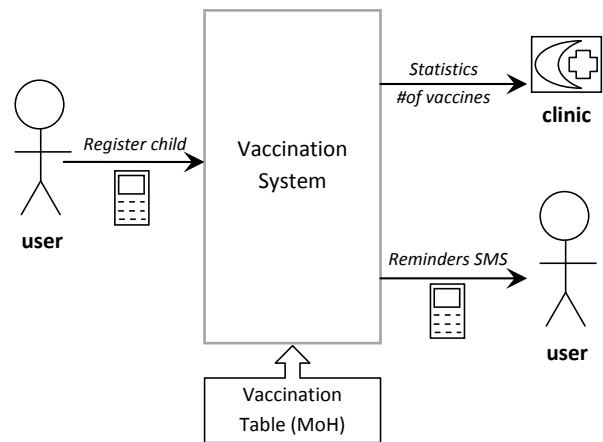 Register child
user
Vaccination
System
Statistics
#of vaccines
clinic
Reminders SMS
user
Vaccination
Table (MoH)